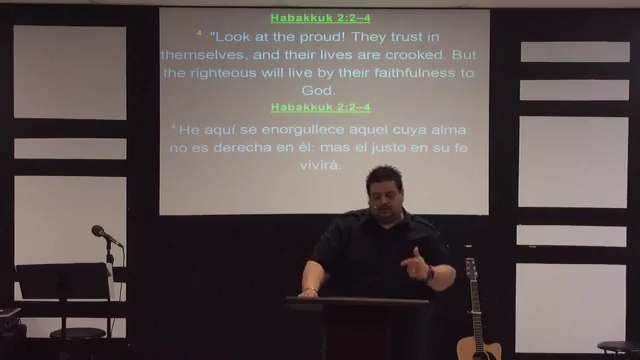 Habakkuk 2:2–4
4 "Look at the proud! They trust in
themselves, and their lives are crooked. But
the righteous will live by their faithfulness to
God.
Habakkuk 2:2–4
4 He aquí se enorgullece aquel cuya alma
no es derecha en él: mas el justo en su fe
vivirá.